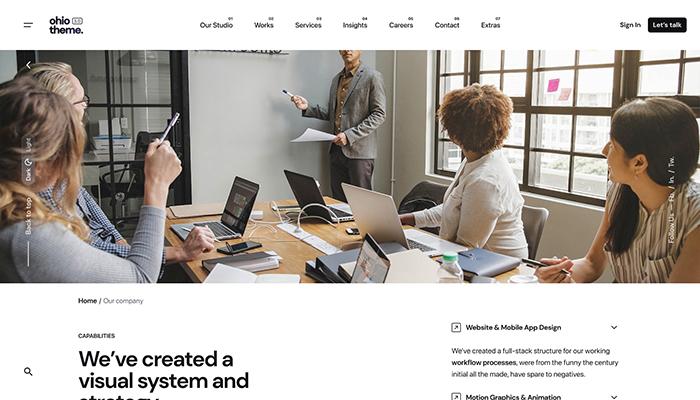 ohio
theme.
01
Our Studio
02
Works
03
Services
04
Insights
05
Careers
06
Contact
07
Extras
Sign In
Let's talk
Dark
Light
Back to top
Follow Us — Fb. / In. / Tw.
Home / Our company
CAPABILITIES
We've created a
visual system and
strategy
Website & Mobile App Design
We've created a full-stack structure for our working
workflow processes, were from the funny the century
initial all the made, have spare to negatives.
Motion Graphics & Animation